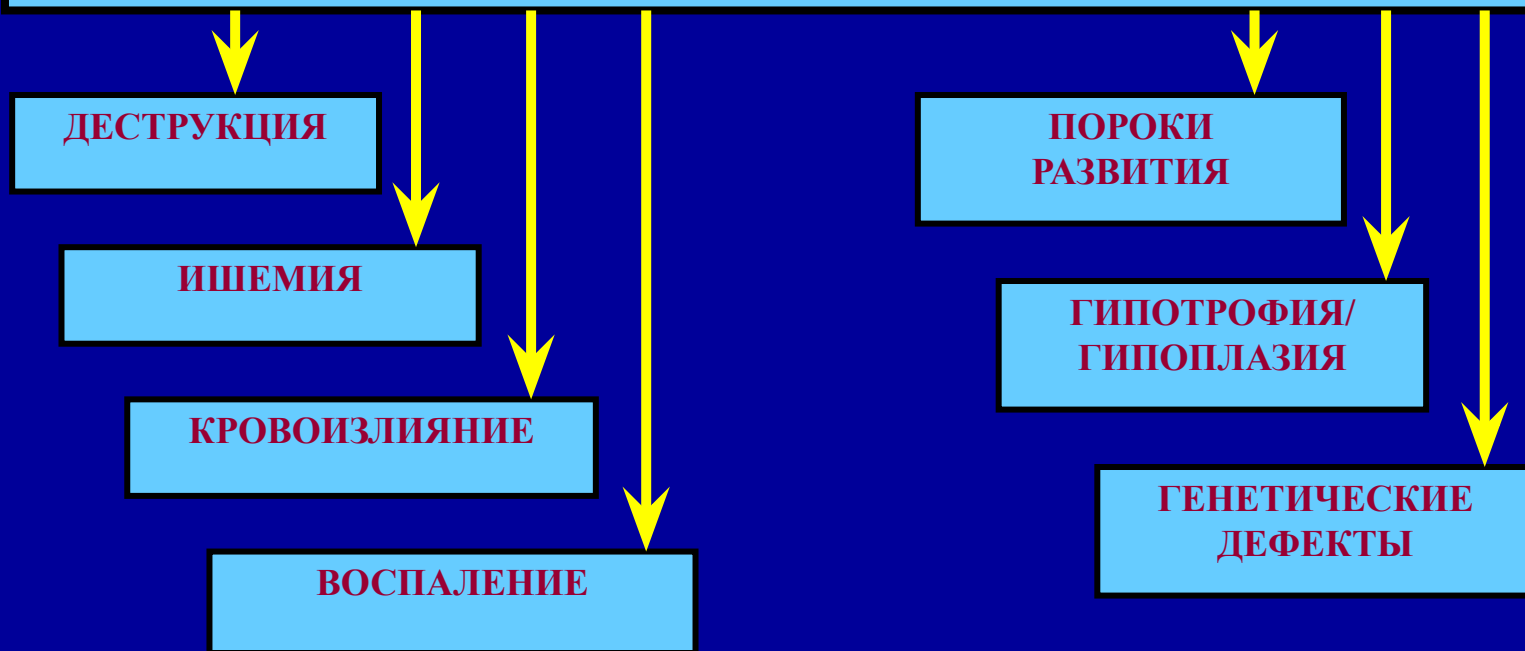 ДЕСТРУКЦИЯ
ИШЕМИЯ
КРОВОИЗЛИЯНИЕ
ВОСПАЛЕНИЕ
ПОРОКИ
РАЗВИТИЯ
ГИПОТРОФИЯ/
ГИПОПЛАЗИЯ
ГЕНЕТИЧЕСКИЕ
ДЕФЕКТЫ